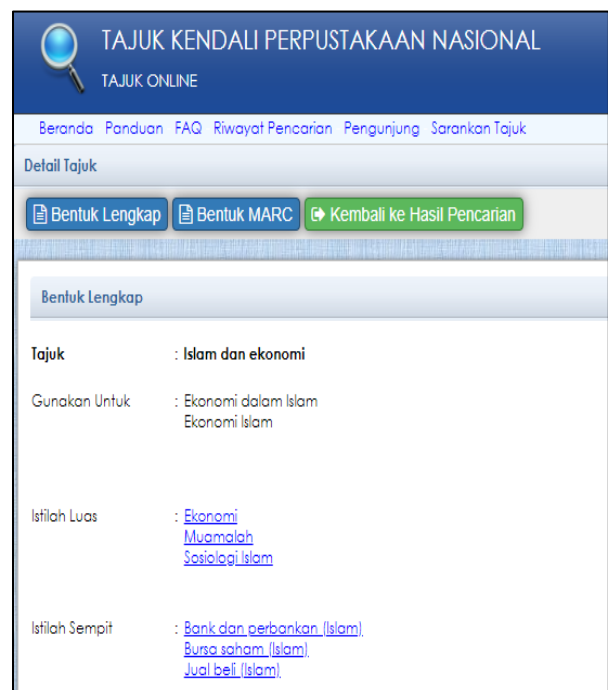 TAJUK KENDALI PERPUSTAKAAN NASIONAL
TAJUK ONLINE
Beranda Panduan FAQ Riwayat Pencarian Pengunjung Sarankan Tajuk
Detail Tajuk
Bentuk Lengkap Bentuk MARC Kembali ke Hasil Pencarian
Bentuk Lengkap
Tajuk : Islam dan ekonomi
Gunakan Untuk : Ekonomi dalam Islam
Ekonomi Islam
Istilah Luas : Ekonomi
Muamalah
Sosiologi Islam
Istilah Sempit : Bank dan perbankan (Islam)
Bursa saham (Islam)
Jual beli (Islam)